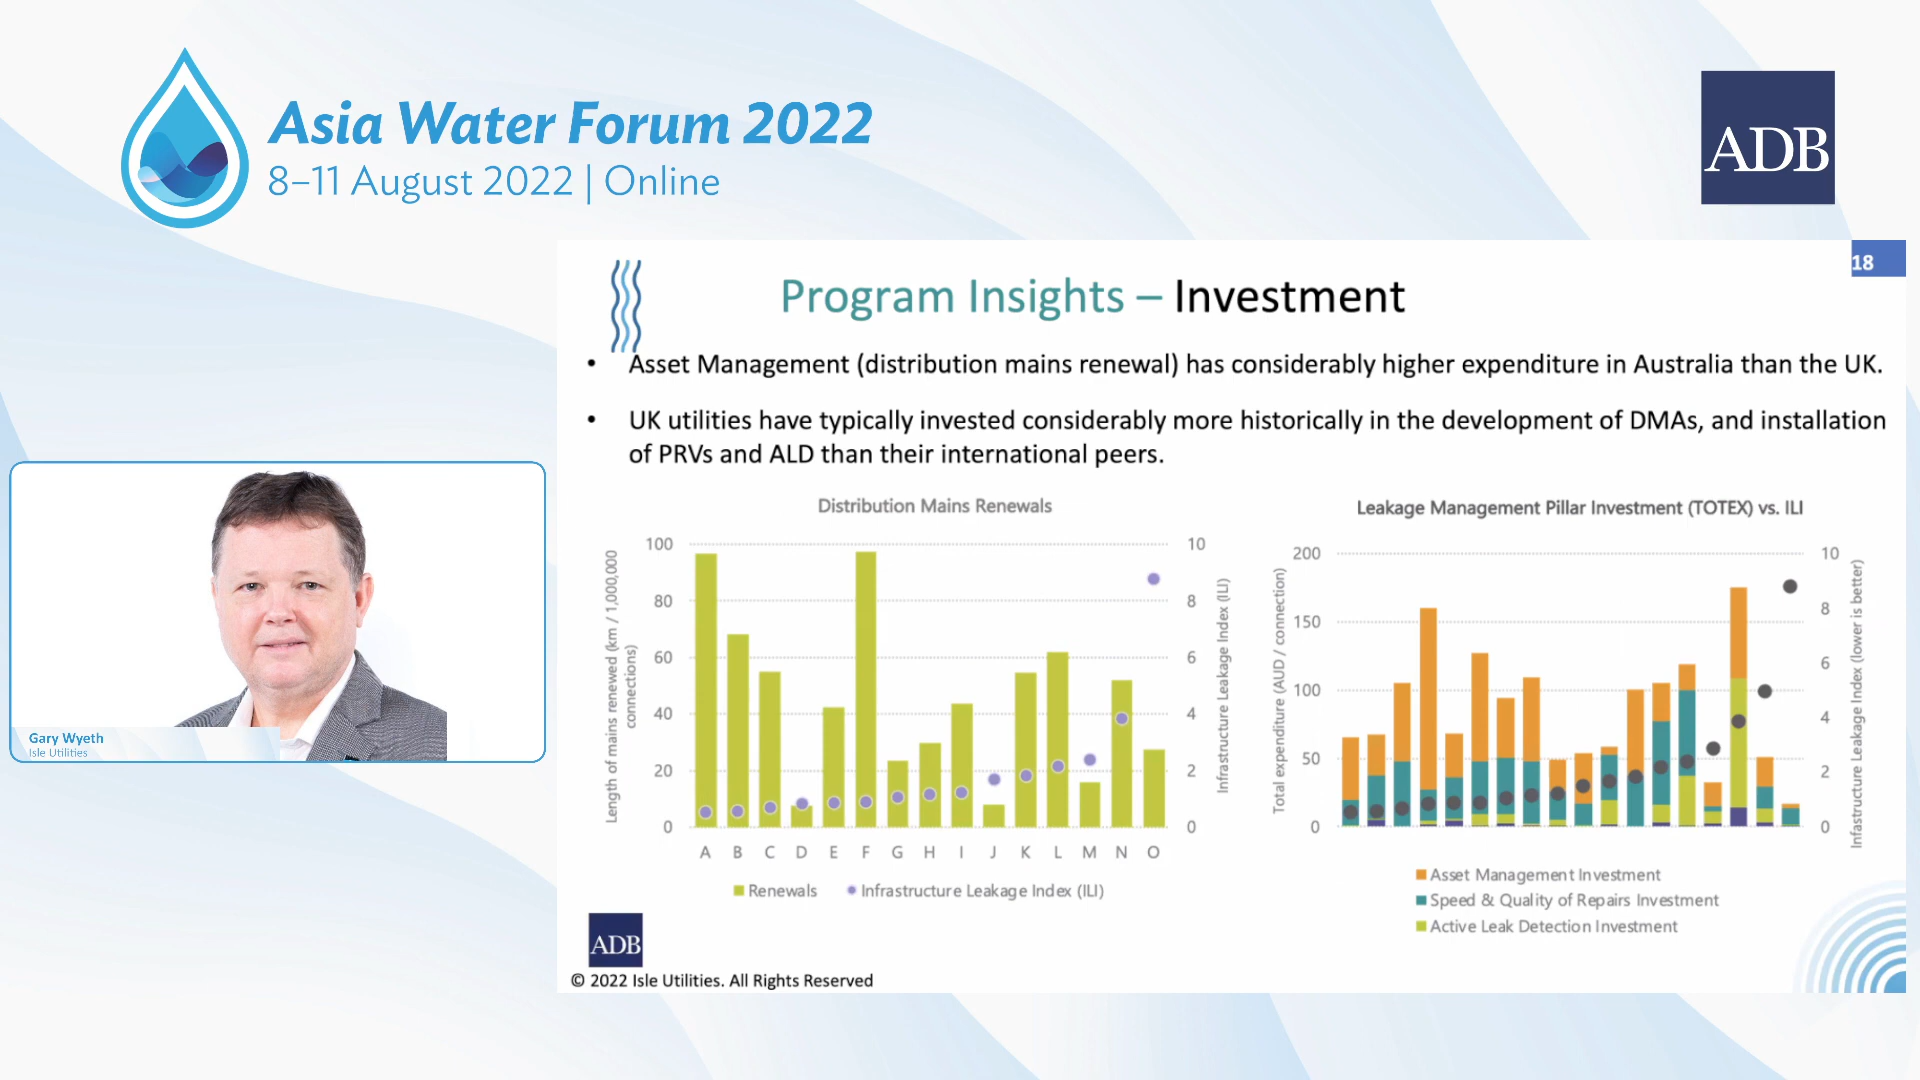 Asia Water Forum 2022
8–11 August 2022 | Online
ADB
Gary Wyeth
Isle Utilities
18
Program Insights – Investment
• Asset Management (distribution mains renewal) has considerably higher expenditure in Australia than the UK.
• UK utilities have typically invested considerably more historically in the development of DMAs, and installation
of PRVs and ALD than their international peers.
Distribution Mains Renewals
Length of mains renewed (km / 1,000,000
connections)
100
80
60
40
20
0
10
8
6
4
2
0
Infrastructure Leakage Index (ILI)
A B C D E F G H I J K L M N O
Renewals
Infrastructure Leakage Index (ILI)
Leakage Management Pillar Investment (TOTEX) vs. ILI
Total expenditure (AUD / connection)
200
150
100
50
0
10
8
6
4
2
0
Infastructure Leakage Index (lower is better)
Asset Management Investment
Speed & Quality of Repairs Investment
Active Leak Detection Investment
ADB
© 2022 Isle Utilities. All Rights Reserved